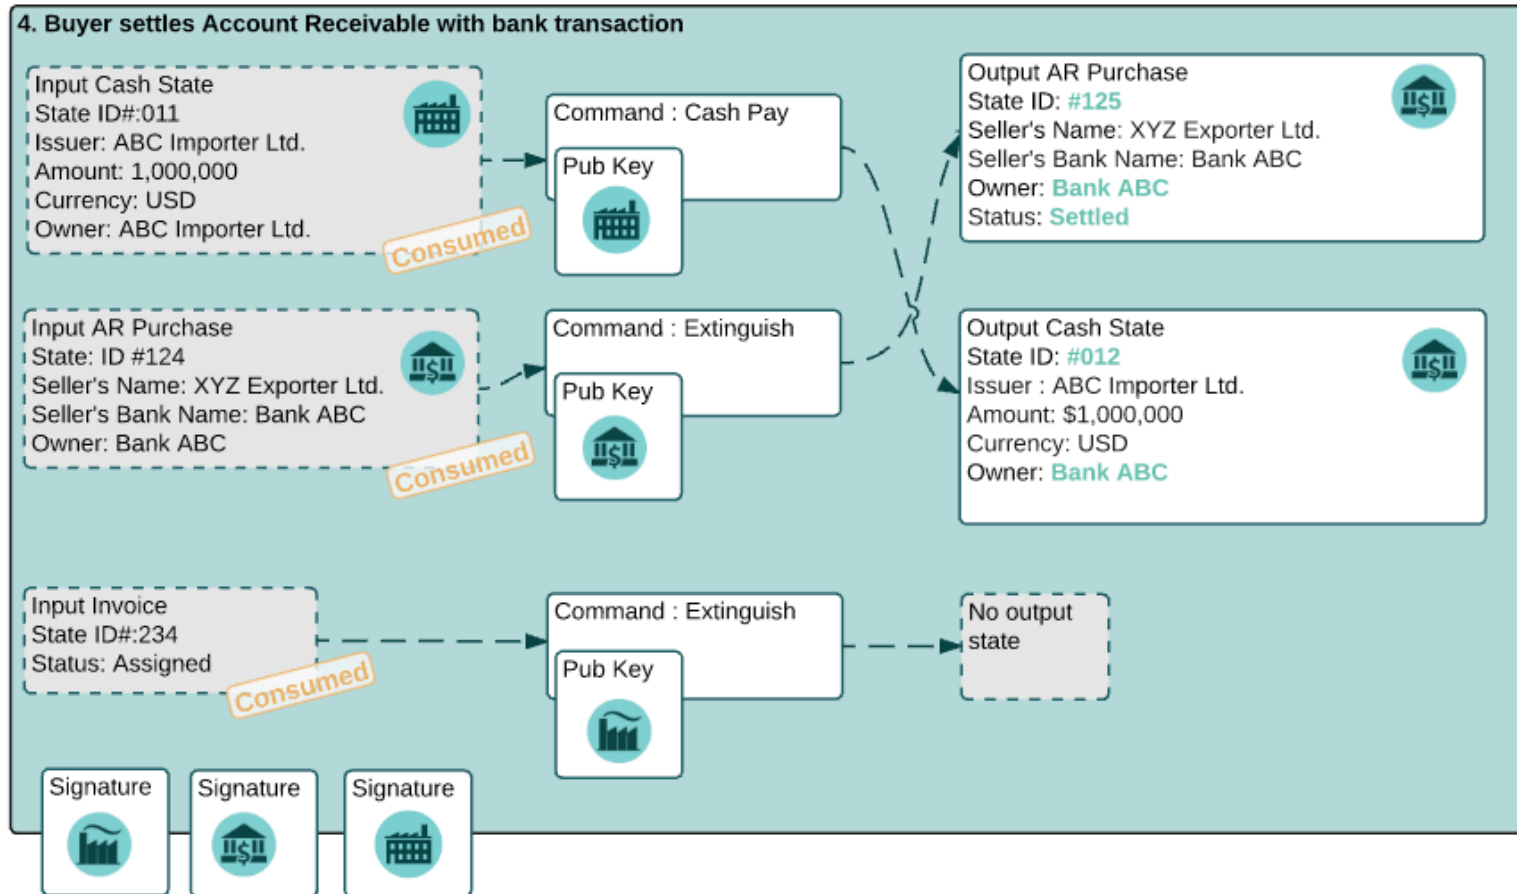 4. Buyer settles Account Receivable with bank transaction
Input Cash State
State ID#:011
Issuer: ABC Importer Ltd.
Amount: 1,000,000
Currency: USD
Owner: ABC Importer Ltd.
Consumed
Command : Cash Pay
Pub Key
Output AR Purchase
State ID: #125
Seller's Name: XYZ Exporter Ltd.
Seller's Bank Name: Bank ABC
Owner: Bank ABC
Status: Settled
Input AR Purchase
State: ID #124
Seller's Name: XYZ Exporter Ltd.
Seller's Bank Name: Bank ABC
Owner: Bank ABC
Consumed
Command : Extinguish
Pub Key
Output Cash State
State ID: #012
Issuer : ABC Importer Ltd.
Amount: $1,000,000
Currency: USD
Owner: Bank ABC
Input Invoice
State ID#:234
Status: Assigned
Consumed
Command : Extinguish
Pub Key
No output
state
Signature
Signature
Signature